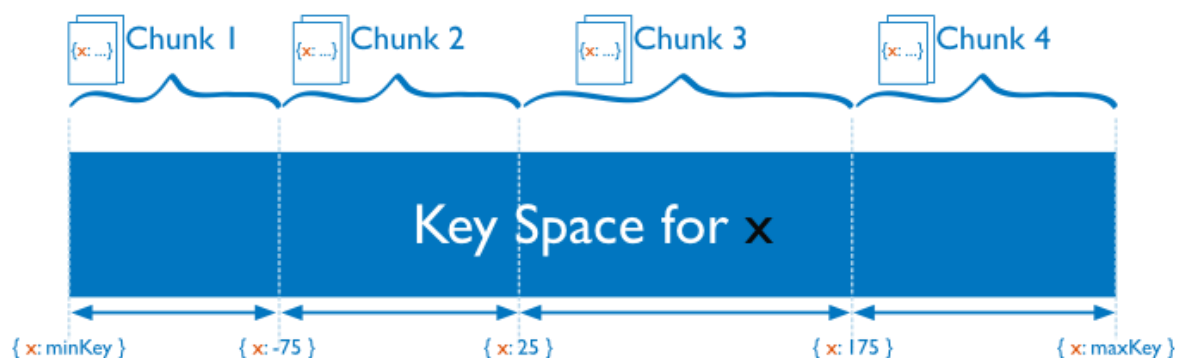 {x: ...} Chunk 1
{x: ...} Chunk 2
{x: ...} Chunk 3
{x: ...} Chunk 4
Key Space for x
{ x: minKey }
{ x: -75 }
{ x: 25 }
{ x: 175 }
{ x: maxKey }